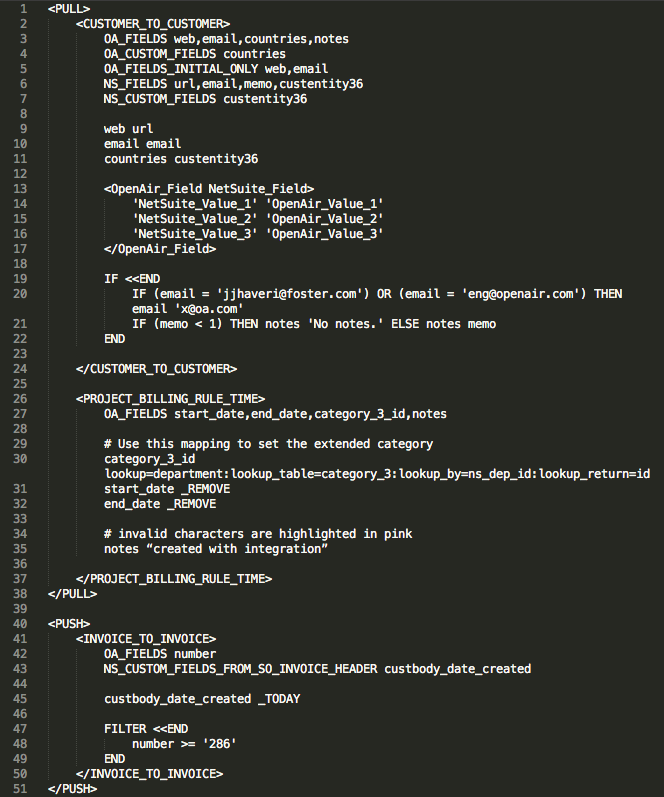 1 <PULL>
2 <CUSTOMER_TO_CUSTOMER>
3 OA_FIELDS web,email,countries,notes
4 OA_CUSTOM_FIELDS countries
5 OA_FIELDS_INITIAL_ONLY web,email
6 NS_FIELDS url,email,memo,custentity36
7 NS_CUSTOM_FIELDS custentity36
8
9 web url
10 email email
11 countries custentity36
12
13 <OpenAir_Field NetSuite_Field>
14 'NetSuite_Value_1' 'OpenAir_Value_1'
15 'NetSuite_Value_2' 'OpenAir_Value_2'
16 'NetSuite_Value_3' 'OpenAir_Value_3'
17 </OpenAir_Field>
18
19 IF <<END
20 IF (email = 'jjhaveri@foster.com') OR (email = 'eng@openair.com') THEN
email 'x@oa.com'
21 IF (memo < 1) THEN notes 'No notes.' ELSE notes memo
22 END
23
24 </CUSTOMER_TO_CUSTOMER>
25
26 <PROJECT_BILLING_RULE_TIME>
27 OA_FIELDS start_date,end_date,category_3_id,notes
28
29 # Use this mapping to set the extended category
30 category_3_id
lookup=department:lookup_table=category_3:lookup_by=ns_dep_id:lookup_return=id
31 start_date _REMOVE
32 end_date _REMOVE
33
34 # invalid characters are highlighted in pink
35 notes “created with integration”
36
37 </PROJECT_BILLING_RULE_TIME>
38 </PULL>
39
40 <PUSH>
41 <INVOICE_TO_INVOICE>
42 OA_FIELDS number
43 NS_CUSTOM_FIELDS_FROM_SO_INVOICE_HEADER custbody_date_created
44
45 custbody_date_created _TODAY
46
47 FILTER <<END
48 number >= '286'
49 END
50 </INVOICE_TO_INVOICE>
51 </PUSH>